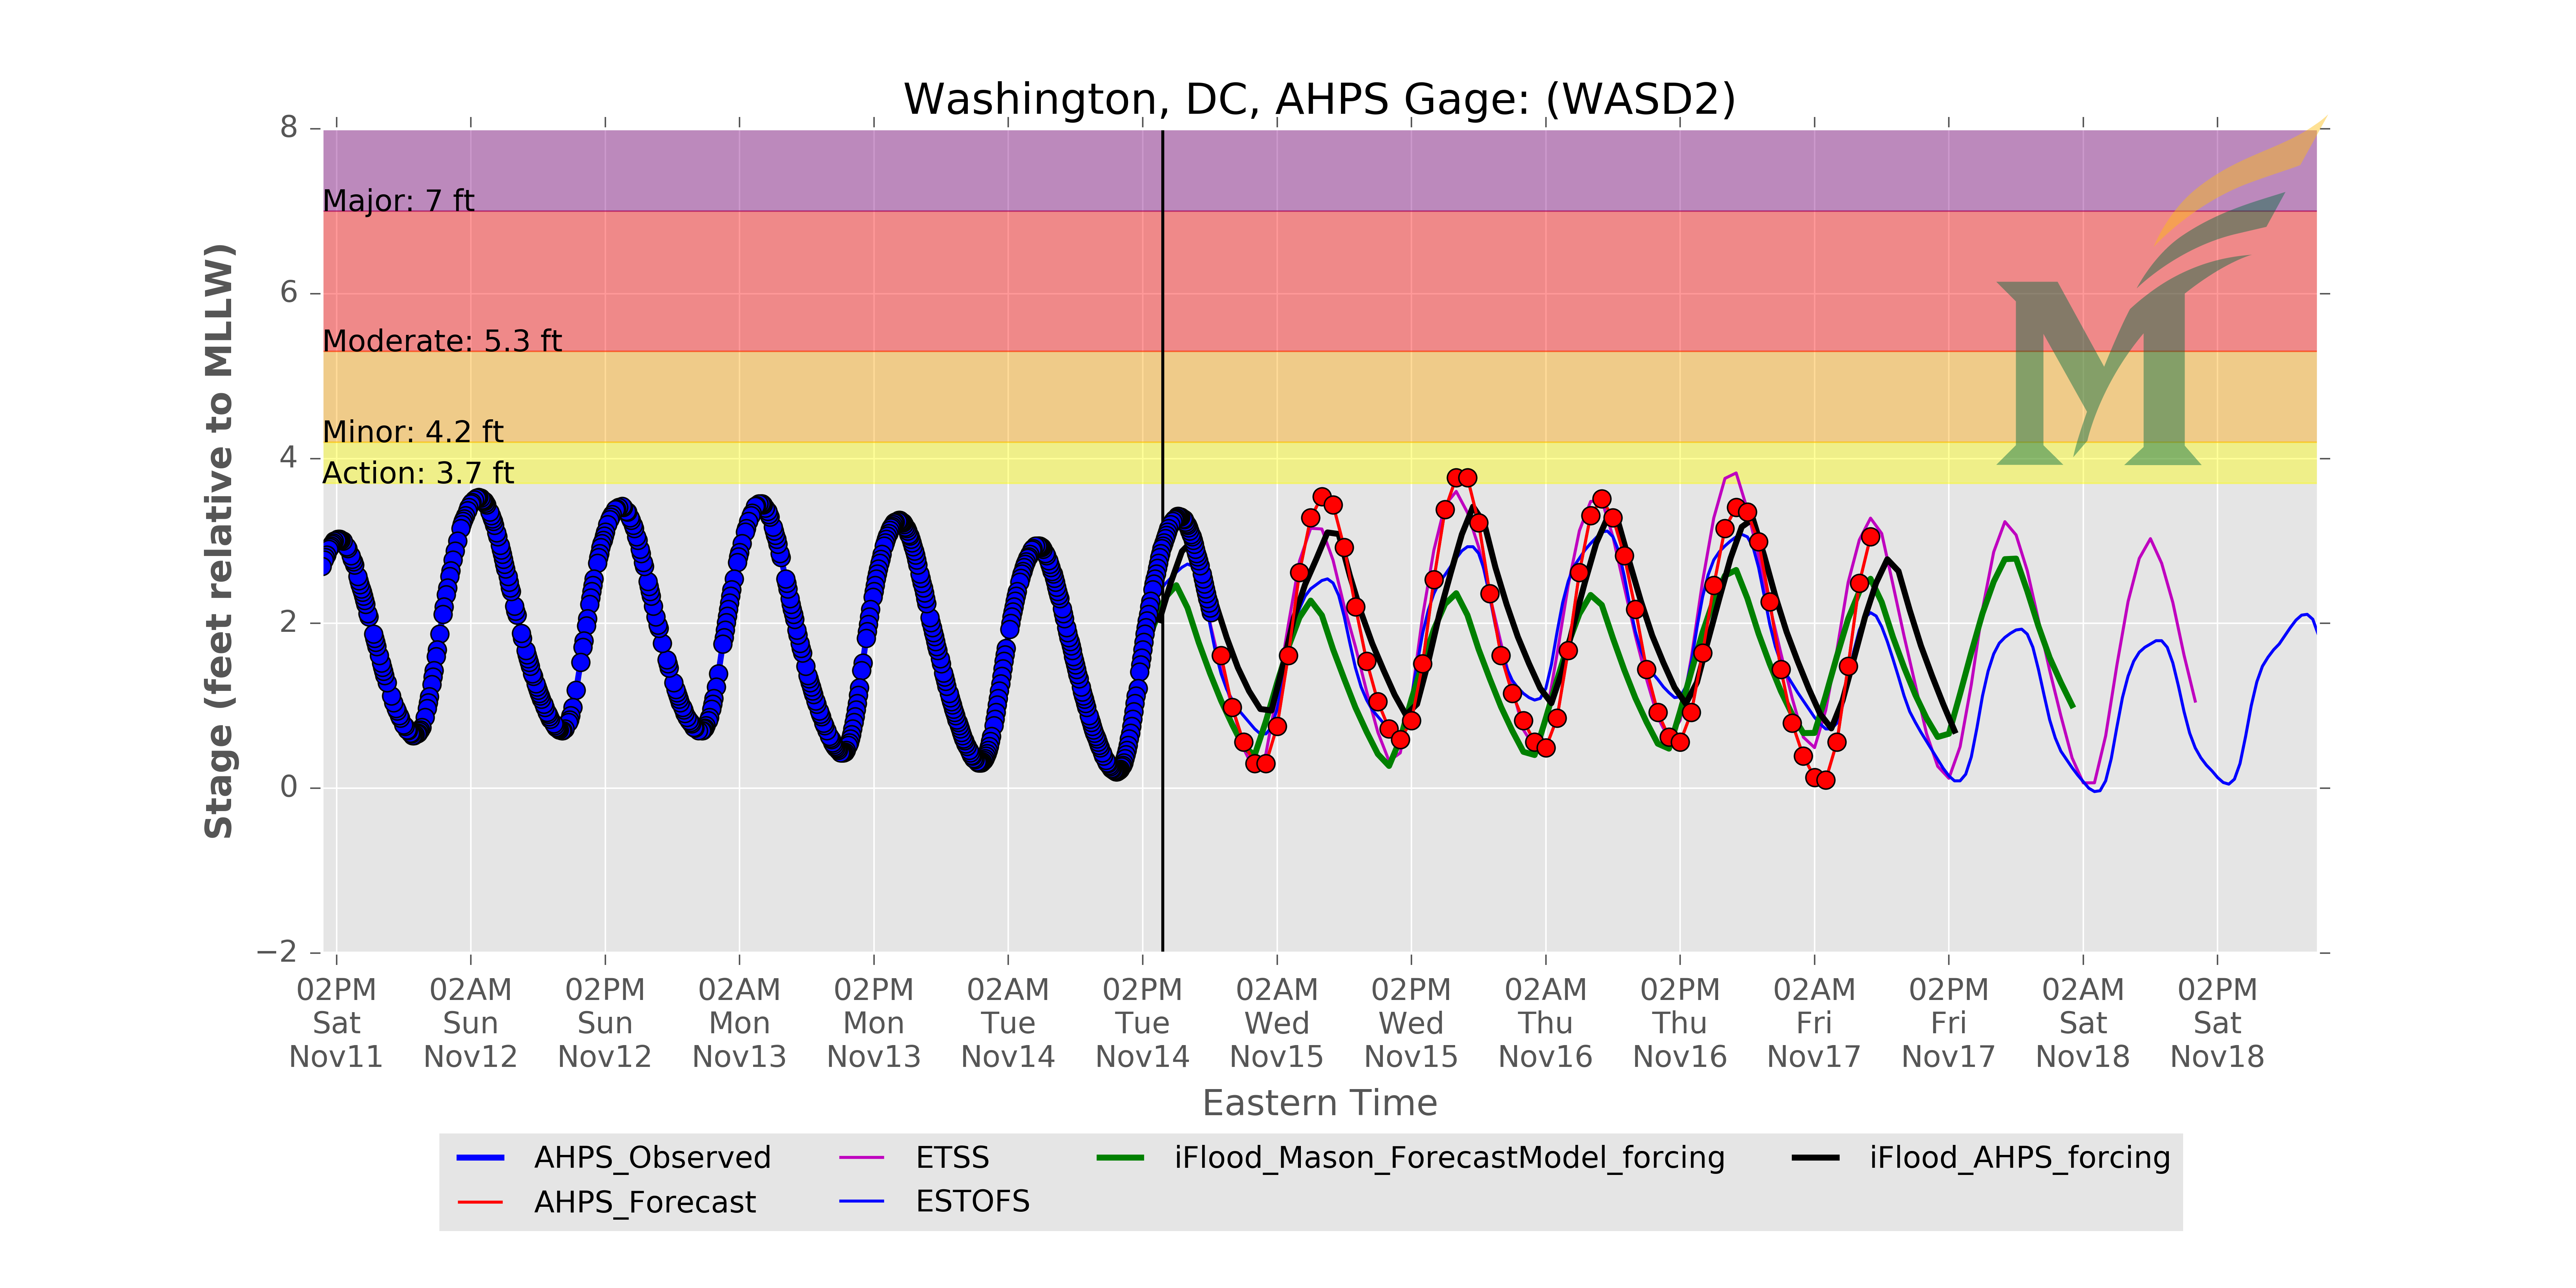 Washington, DC, AHPS Gage: (WASD2)
8
Major: 7 ft
6
Moderate: 5.3 ft
Minor: 4.2 ft
4
Action: 3.7 ft
2
0
−2
Stage (feet relative to MLLW)
02PM 02AM 02PM 02AM 02PM 02AM 02PM 02AM 02PM 02AM 02PM 02AM 02PM 02AM 02PM
Sat Sun Sun Mon Mon Tue Tue Wed Wed Thu Thu Fri Fri Sat Sat
Nov11 Nov12 Nov12 Nov13 Nov13 Nov14 Nov14 Nov15 Nov15 Nov16 Nov16 Nov17 Nov17 Nov18 Nov18
Eastern Time
AHPS_Observed ETSS iFlood_Mason_ForecastModel_forcing iFlood_AHPS_forcing
AHPS_Forecast ESTOFS
M